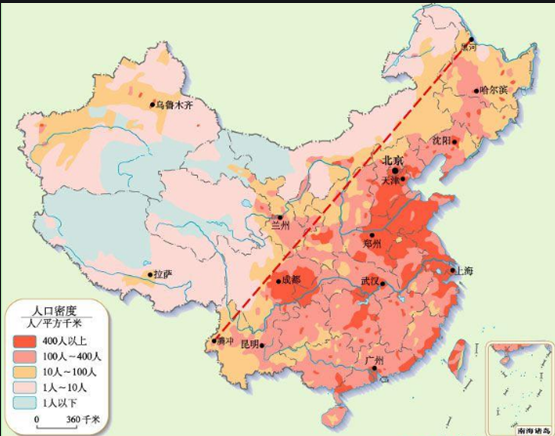 黑河
哈尔滨
乌鲁木齐
沈阳
北京
天津
兰州
郑州
拉萨
成都
武汉
上海
腾冲
昆明
广州
人口密度
人/平方千米
400人以上
100人~400人
10人~100人
1人~10人
1人以下
0 360千米
南海诸岛